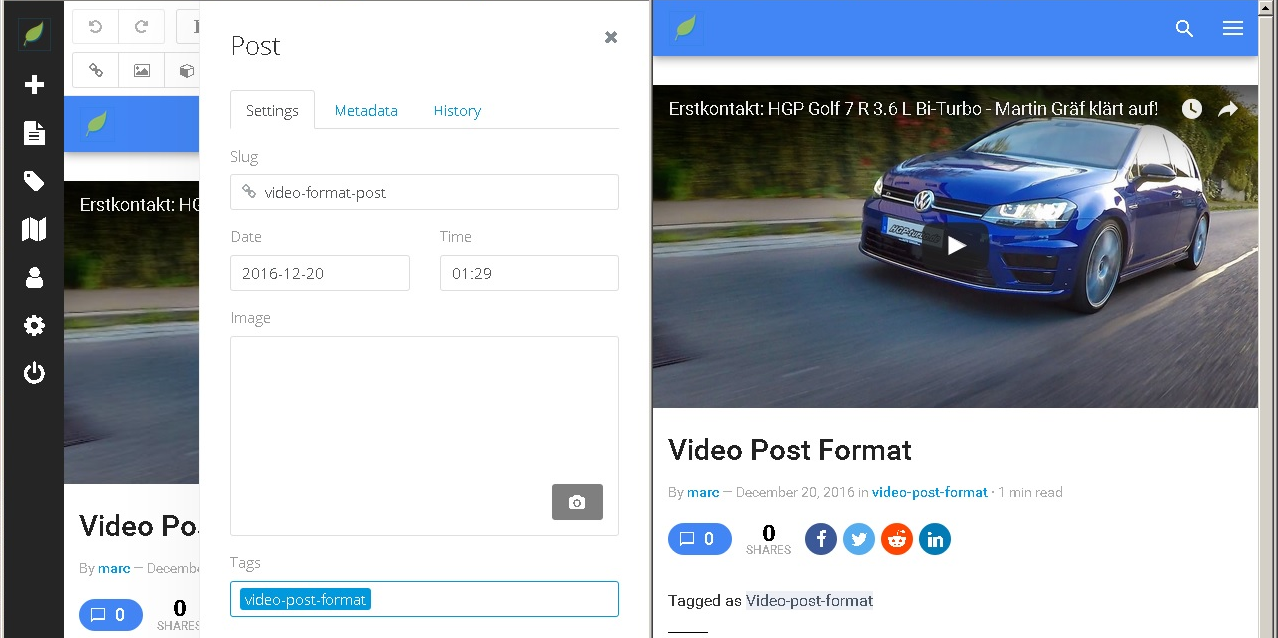 Post
Settings
Metadata
History
Slug
video-format-post
Date
Time
2016-12-20
01:29
Image
Tags
video-post-format
Erstkontakt: HG
Video Po
By marc — Decemb
0
0
SHARES
Erstkontakt: HGP Golf 7 R 3.6 L Bi-Turbo - Martin Gräf klärt auf!
Video Post Format
By marc — December 20, 2016 in video-post-format · 1 min read
0
0
SHARES
Tagged as Video-post-format